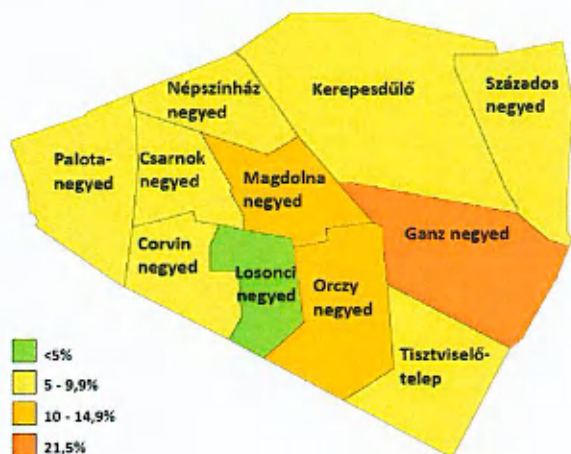 Népszínház
negyed
Kerepesdűlő
Százados
negyed
Palota-
negyed
Csarnok
negyed
Magdolna
negyed
Ganz negyed
Corvin
negyed
Losonci
negyed
Orczy
negyed
Tisztviselő-
telep
<5%
5 - 9,9%
10 - 14,9%
21,5%